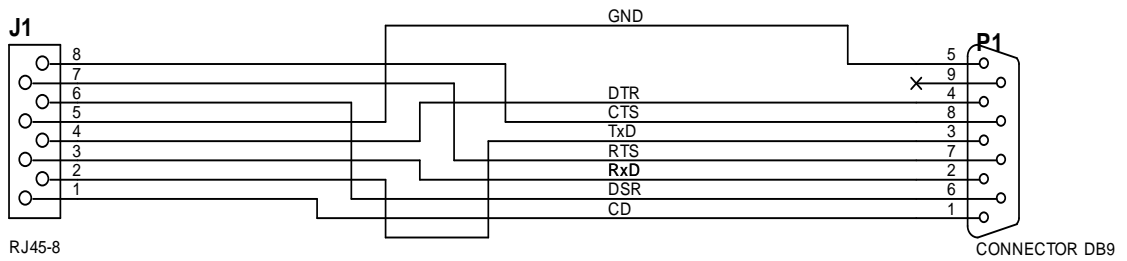 J1
GND
P1
8
7
6
5
4
3
2
1
DTR
CTS
TxD
RTS
RxD
DSR
CD
5
9
4
8
3
7
2
6
1
RJ45-8
CONNECTOR DB9